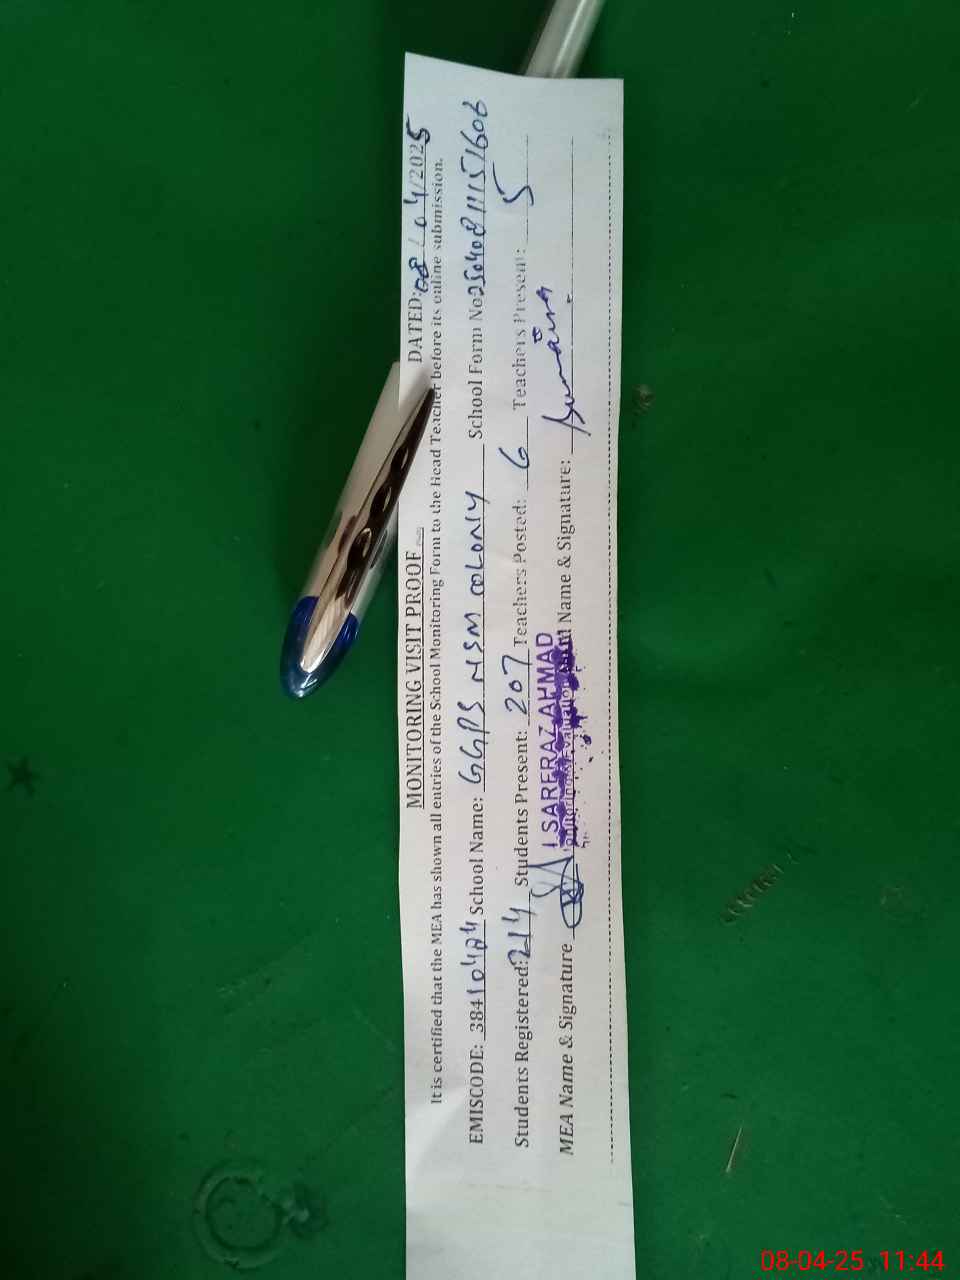 MONITORING VISIT PROOF DATED: 08/04/2025
It is certified that the MEA has shown all entries of the School Monitoring Form to the Head Teacher before its online submission.
EMISCODE: 38410424 School Name: GGPS NSM COLONY School Form No 250408111151606
Students Registered: 214 Students Present: 207 Teachers Posted: 6 Teachers Present: 5
MEA Name & Signature SARFRAZ AHMAD Name & Signature: Sumaira
08-04-25 11:44